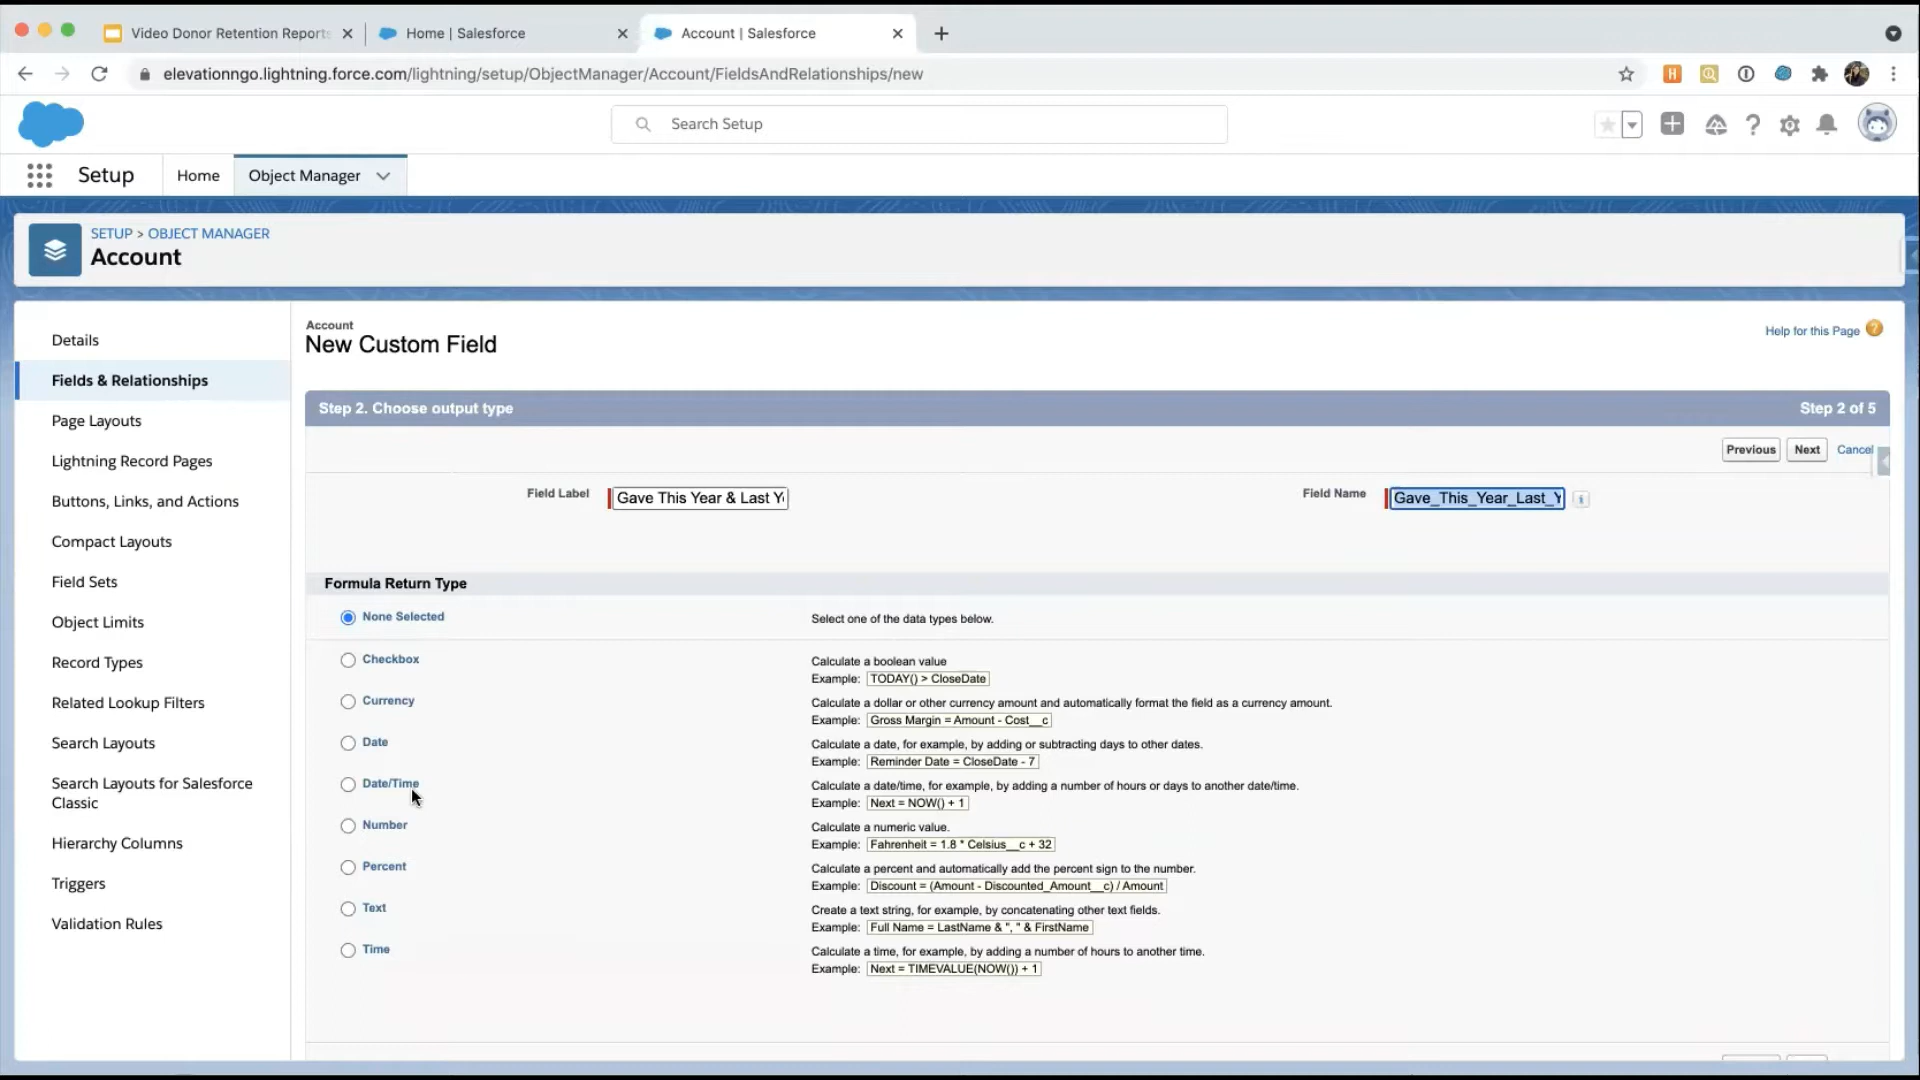 Video Donor Retention Reports
Home | Salesforce
Account | Salesforce
elevationngo.lightning.force.com/lightning/setup/ObjectManager/Account/FieldsAndRelationships/new
Search Setup
Setup
Home
Object Manager
SETUP > OBJECT MANAGER
Account
Details
Fields & Relationships
Page Layouts
Lightning Record Pages
Buttons, Links, and Actions
Compact Layouts
Field Sets
Object Limits
Record Types
Related Lookup Filters
Search Layouts
Search Layouts for Salesforce
Classic
Hierarchy Columns
Triggers
Validation Rules
Account
New Custom Field
Help for this Page
Step 2. Choose output type
Step 2 of 5
Previous
Next
Cancel
Field Label
Gave This Year & Last Y
Field Name
Gave_This_Year_Last_Y
Formula Return Type
None Selected
Select one of the data types below.
Checkbox
Calculate a boolean value
Example: TODAY() > CloseDate
Currency
Calculate a dollar or other currency amount and automatically format the field as a currency amount.
Example: Gross Margin = Amount - Cost__c
Date
Calculate a date, for example, by adding or subtracting days to other dates.
Example: Reminder Date = CloseDate - 7
Date/Time
Calculate a date/time, for example, by adding a number of hours or days to another date/time.
Example: Next = NOW() + 1
Number
Calculate a numeric value.
Example: Fahrenheit = 1.8 * Celsius__c + 32
Percent
Calculate a percent and automatically add the percent sign to the number.
Example: Discount = (Amount - Discounted_Amount__c) / Amount
Text
Create a text string, for example, by concatenating other text fields.
Example: Full Name = LastName & ", " & FirstName
Time
Calculate a time, for example, by adding a number of hours to another time.
Example: Next = TIMEVALUE(NOW()) + 1